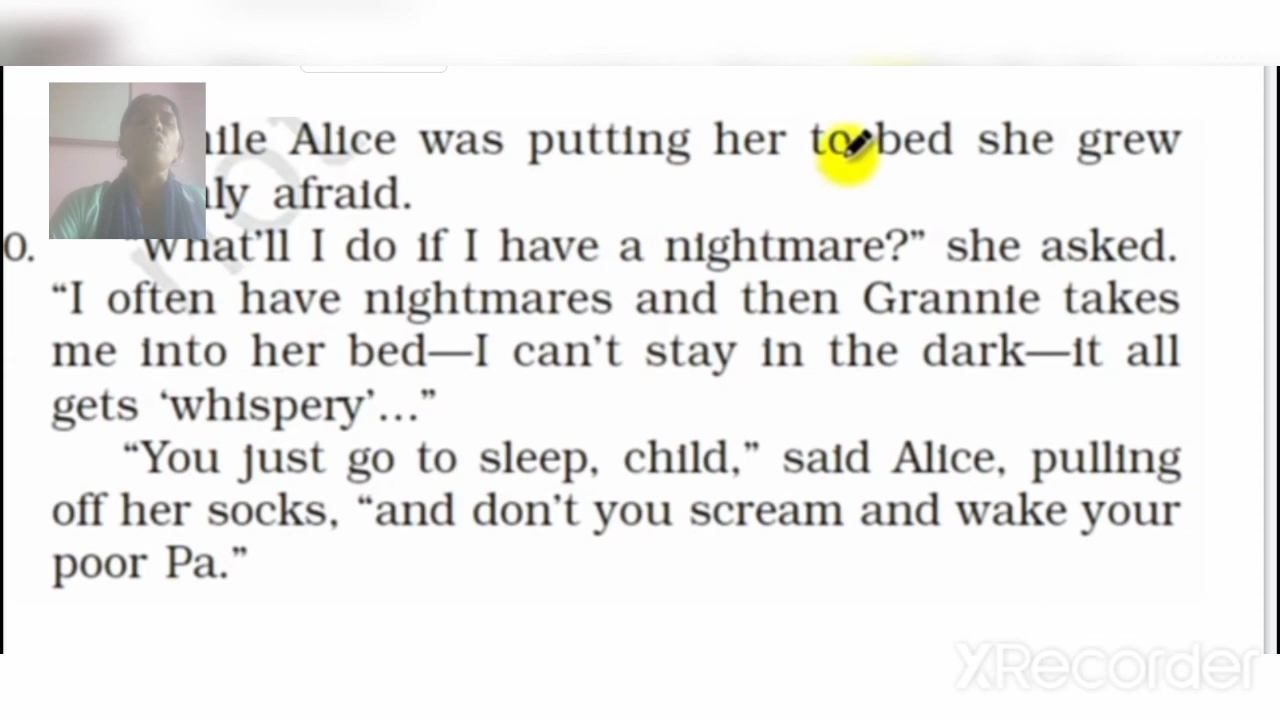 Alice was putting her to bed she grew
afraid.
0. "What'll I do if I have a nightmare?" she asked.
"I often have nightmares and then Grannie takes
me into her bed—I can't stay in the dark—it all
gets 'whispery'..."
"You just go to sleep, child," said Alice, pulling
off her socks, "and don't you scream and wake your
poor Pa."
XRecorder